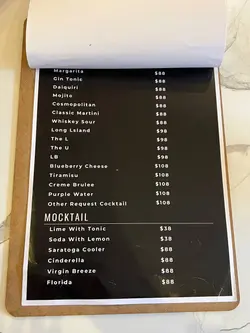 Margarita $88
Gin Tonic $88
Daiquiri $88
Mojito $88
Cosmopolitan $88
Classic Martini $88
Whiskey Sour $88
Long Lsland $98
The L $98
The U $98
LB $98
Blueberry Cheese $108
Tiramisu $108
Creme Brulee $108
Purple Water $108
Other Request Cocktail $108
MOCKTAIL
Lime With Tonic $38
Soda With Lemon $38
Saratoga Cooler $88
Cinderella $88
Virgin Breeze $88
Florida $88